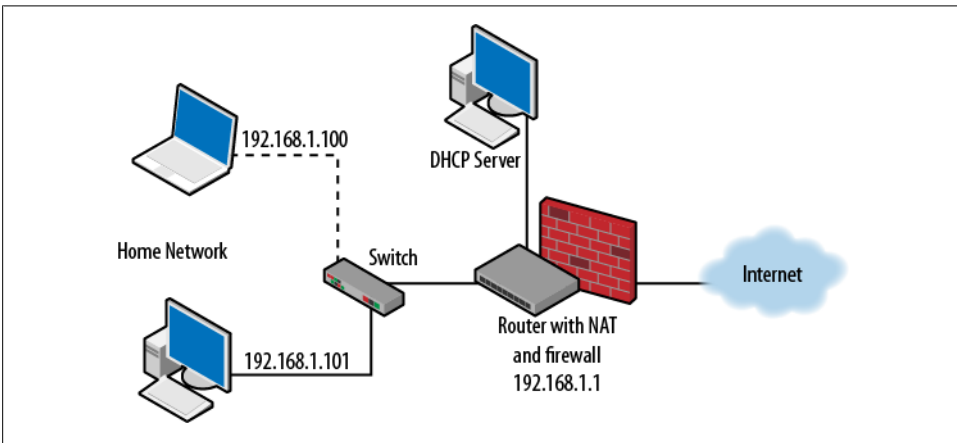 192.168.1.100
DHCP Server
Home Network
Switch
Internet
Router with NAT
and firewall
192.168.1.1
192.168.1.101